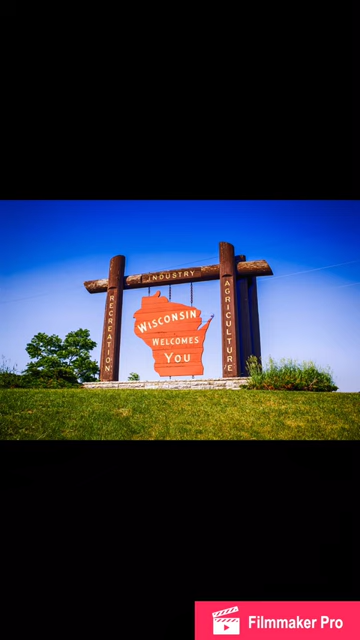 INDUSTRY
RECREATION
WISCONSIN
WELCOMES
YOU
AGRICULTURE
Filmmaker Pro